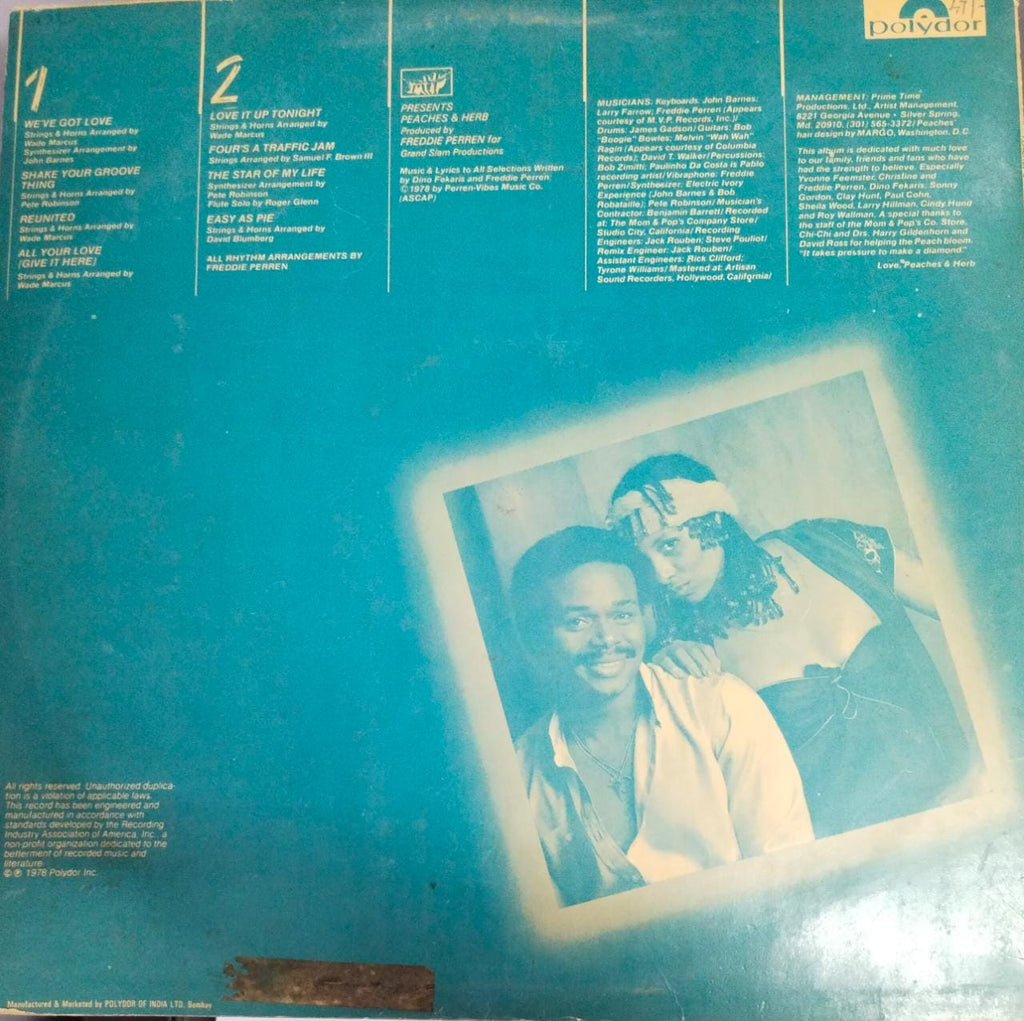 1
WE'VE GOT LOVE
Strings & Horns Arranged by
Wade Marcus
Synthesizer Arrangement by
John Barnes
SHAKE YOUR GROOVE
THING
Strings & Horns Arranged by
Pete Robinson
REUNITED
Strings & Horns Arranged by
Wade Marcus
ALL YOUR LOVE
(GIVE IT HERE)
Strings & Horns Arranged by
Wade Marcus
2
LOVE IT UP TONIGHT
Strings & Horns Arranged by
Wade Marcus
FOUR'S A TRAFFIC JAM
Strings Arranged by Samuel F. Brown III
THE STAR OF MY LIFE
Synthesizer Arrangement by
Pete Robinson
Flute Solo by Roger Glenn
EASY AS PIE
Strings & Horns Arranged by
David Blumberg
ALL RHYTHM ARRANGEMENTS BY
FREDDIE PERREN
PRESENTS
PEACHES & HERB
Produced by
FREDDIE PERREN for
Grand Slam Productions
Music & Lyrics to All Selections Written
by Dino Fekaris and Freddie Perren:
© 1978 by Perren-Vibes Music Co.
(ASCAP)
MUSICIANS: Keyboards: John Barnes;
Larry Farrow; Freddie Perren (Appears
courtesy of M.V.P. Records, Inc.)/
Drums: James Gadson/Guitars: Bob
"Boogie" Bowles; Melvin "Wah Wah"
Ragin (Appears courtesy of Columbia
Records); David T. Walker/Percussions:
Bob Zimitti; Paulinho Da Costa is Pablo
recording artist/Vibraphone: Freddie
Perren/Synthesizer: Electric Ivory
Experience (John Barnes & Bob
Robataille); Pete Robinson/Musician's
Contractor: Benjamin Barrett/Recorded
at: The Mom & Pop's Company Store/
Studio City, California/Recording
Engineers: Jack Rouben; Steve Pouliot/
Remix Engineer: Jack Rouben/
Assistant Engineers: Rick Clifford;
Tyrone Williams/Mastered at: Artisan
Sound Recorders, Hollywood, California/
polydor
MANAGEMENT: Prime Time
Productions, Ltd., Artist Management,
8221 Georgia Avenue • Silver Spring,
Md. 20910, (301) 565-3372/Peaches'
hair design by MARGO, Washington, D.C.
This album is dedicated with much love
to our family, friends and fans who have
had the strength to believe. Especially
Yvonne Feemster, Christine and
Freddie Perren, Dino Fekaris, Sonny
Gordon, Clay Hunt, Paul Cohn,
Sheila Wood, Larry Hillman, Cindy Hund
and Roy Wallman. A special thanks to
the staff of the Mom & Pop's Co. Store,
Chi-Chi and Drs. Harry Gildenhorn and
David Ross for helping the Peach bloom.
"It takes pressure to make a diamond"
Love, Peaches & Herb
All rights reserved. Unauthorized duplica-
tion is a violation of applicable laws.
This record has been engineered and
manufactured in accordance with
standards developed by the Recording
Industry Association of America, Inc., a
non-profit organization dedicated to the
betterment of recorded music and
literature.
© ℗ 1978 Polydor Inc.
Manufactured & Marketed by POLYDOR OF INDIA LTD. Bombay